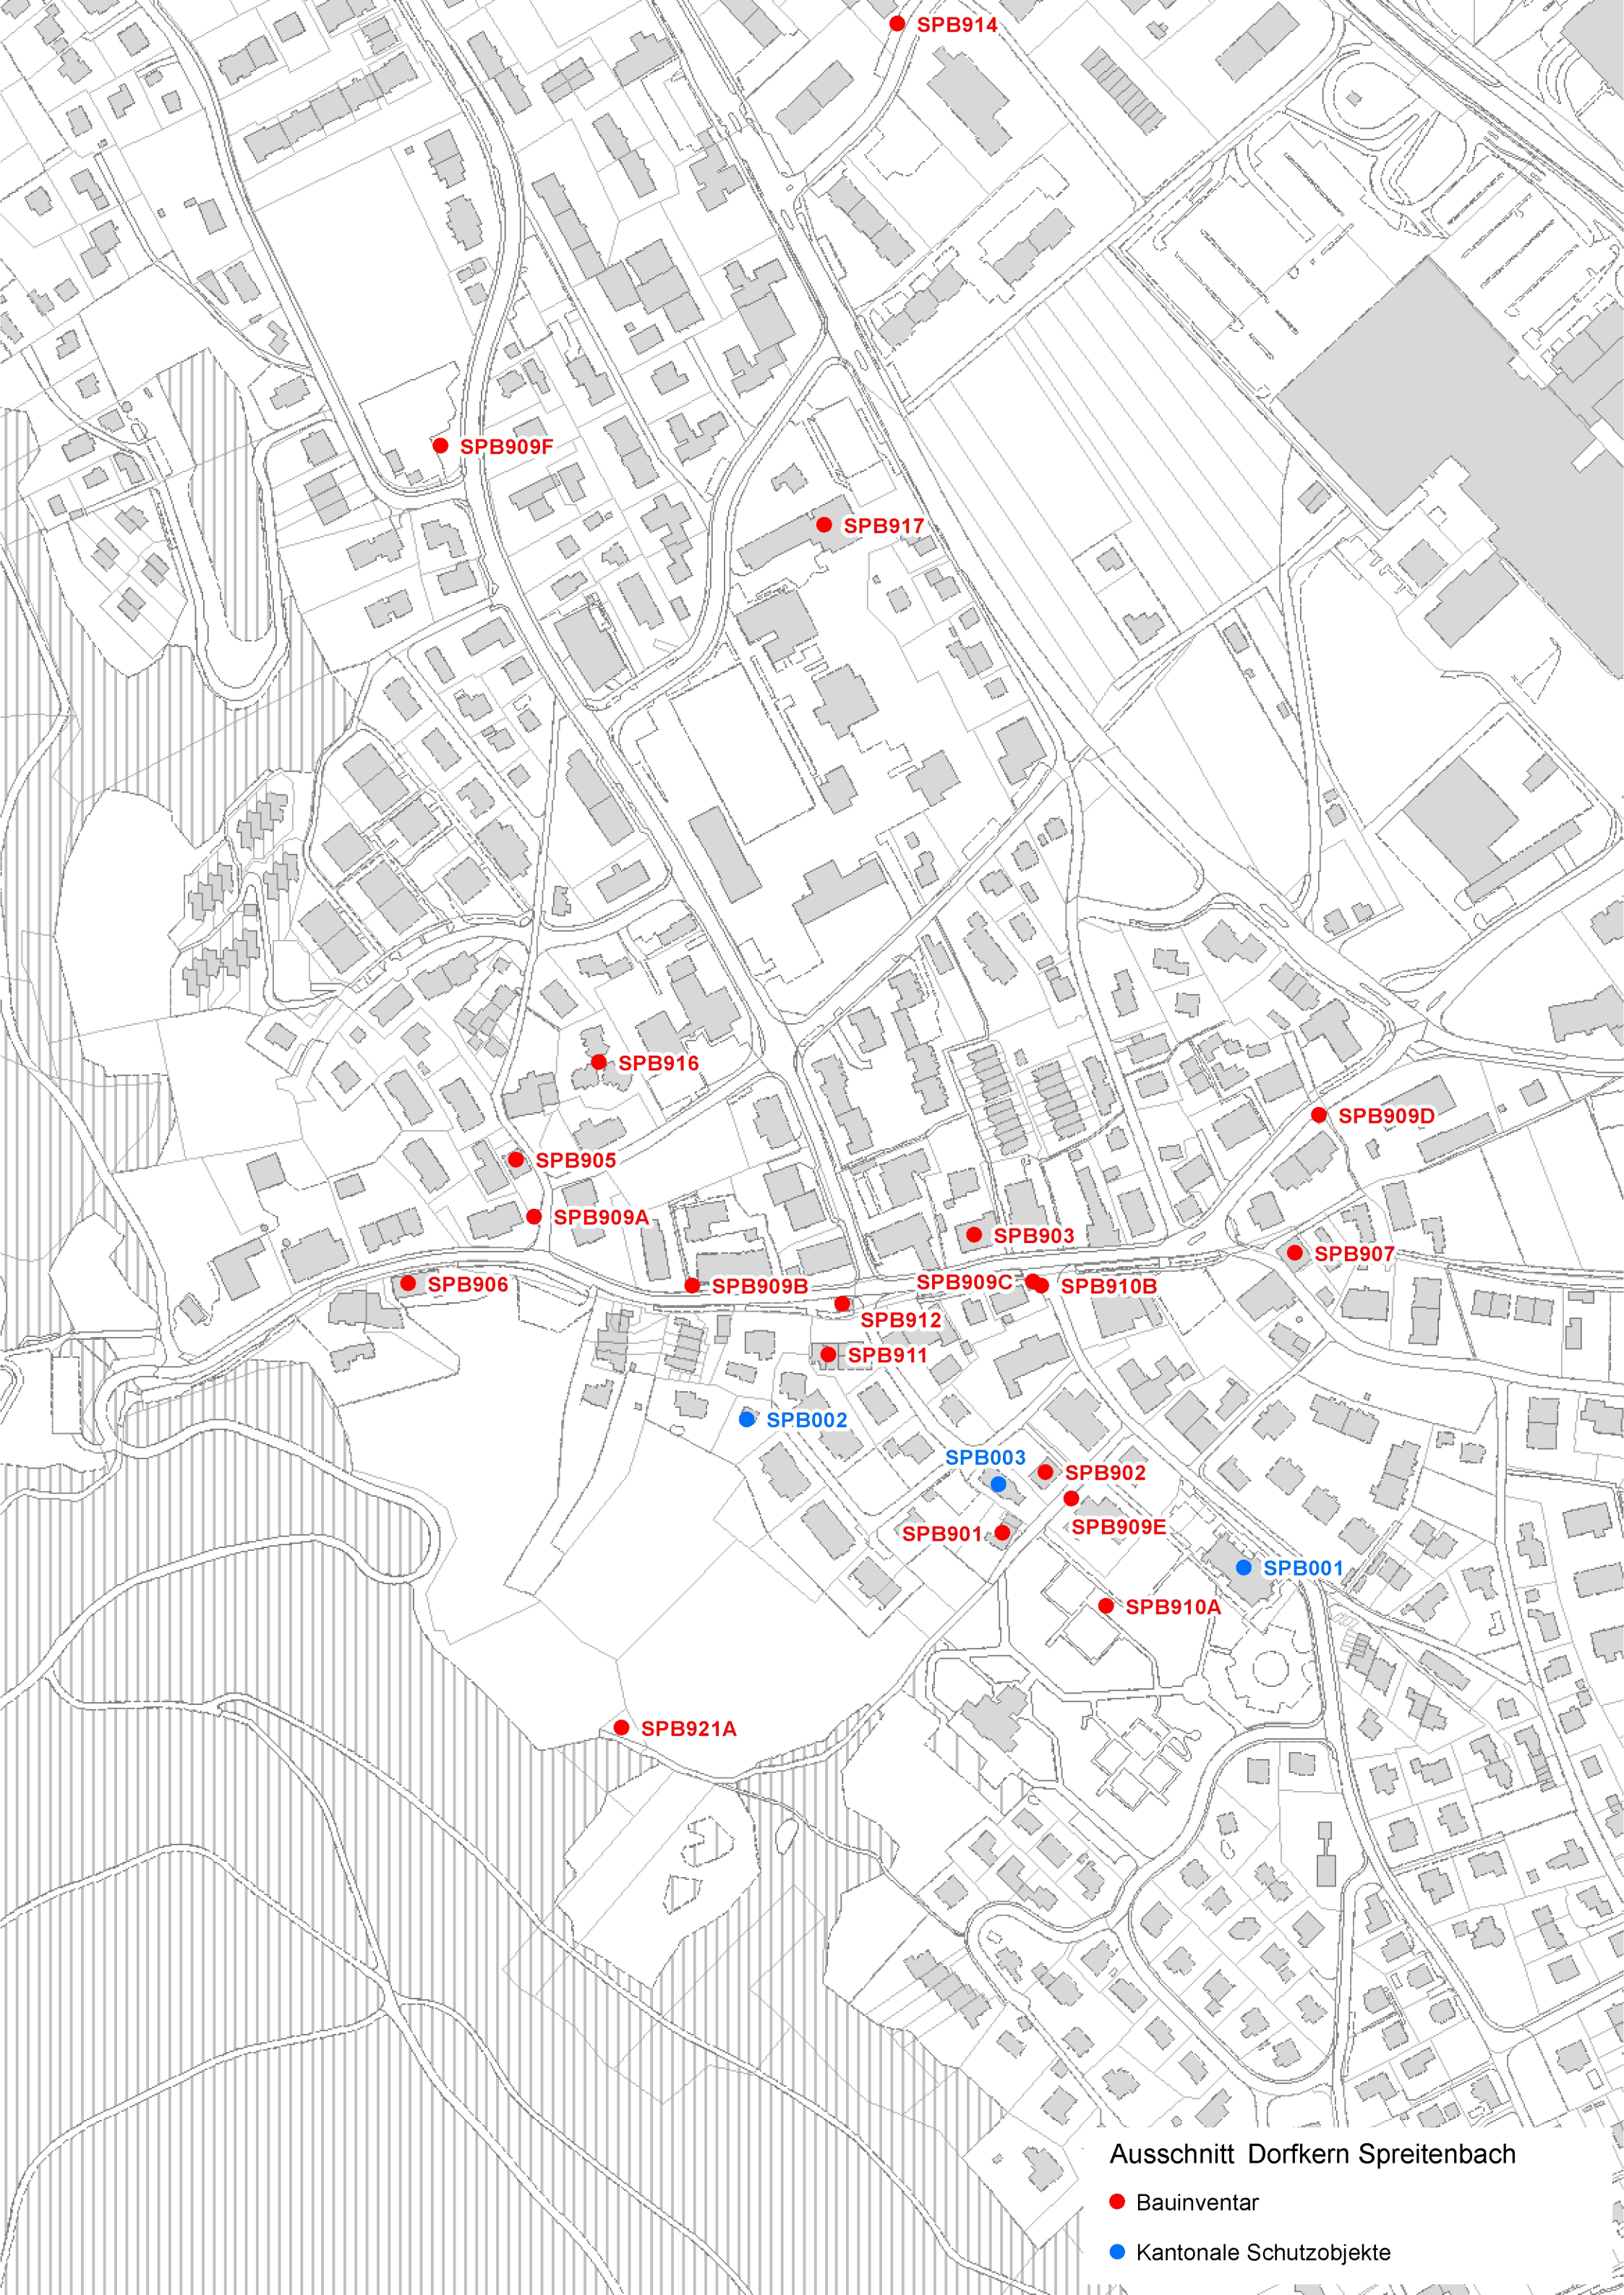 SPB914
SPB909F
SPB917
SPB916
SPB909D
SPB905
SPB909A
SPB903
SPB907
SPB906
SPB909B
SPB909C
SPB910B
SPB912
SPB911
SPB002
SPB003
SPB902
SPB909E
SPB901
SPB001
SPB910A
SPB921A
Ausschnitt Dorfkern Spreitenbach
Bauinventar
Kantonale Schutzobjekte